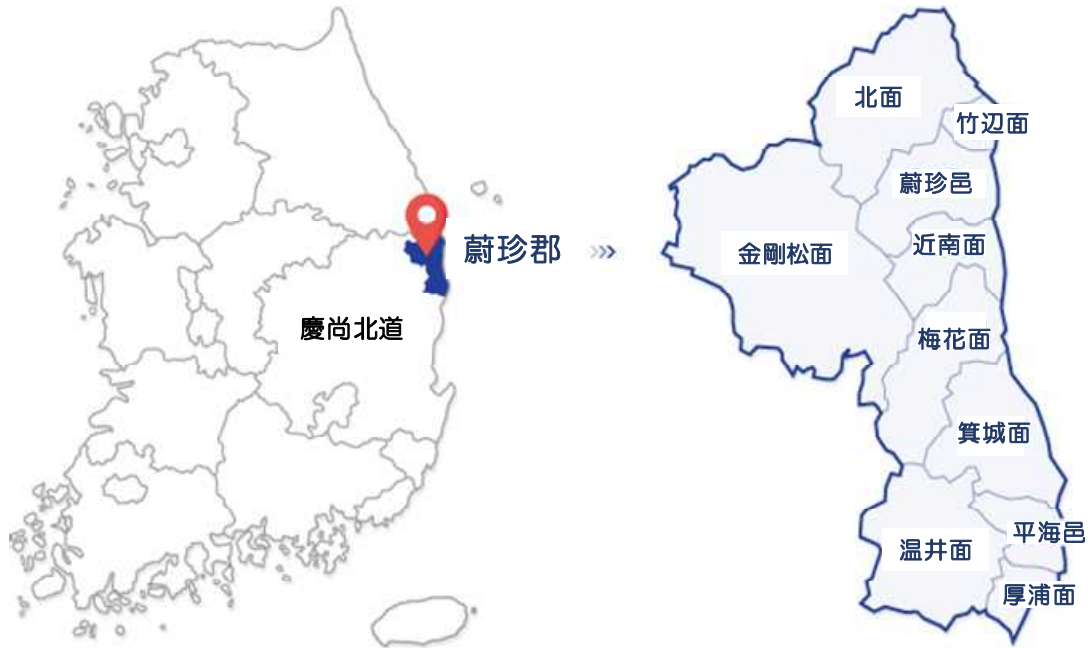 蔚珍郡
慶尚北道
北面
竹辺面
蔚珍邑
近南面
金剛松面
梅花面
箕城面
平海邑
温井面
厚浦面